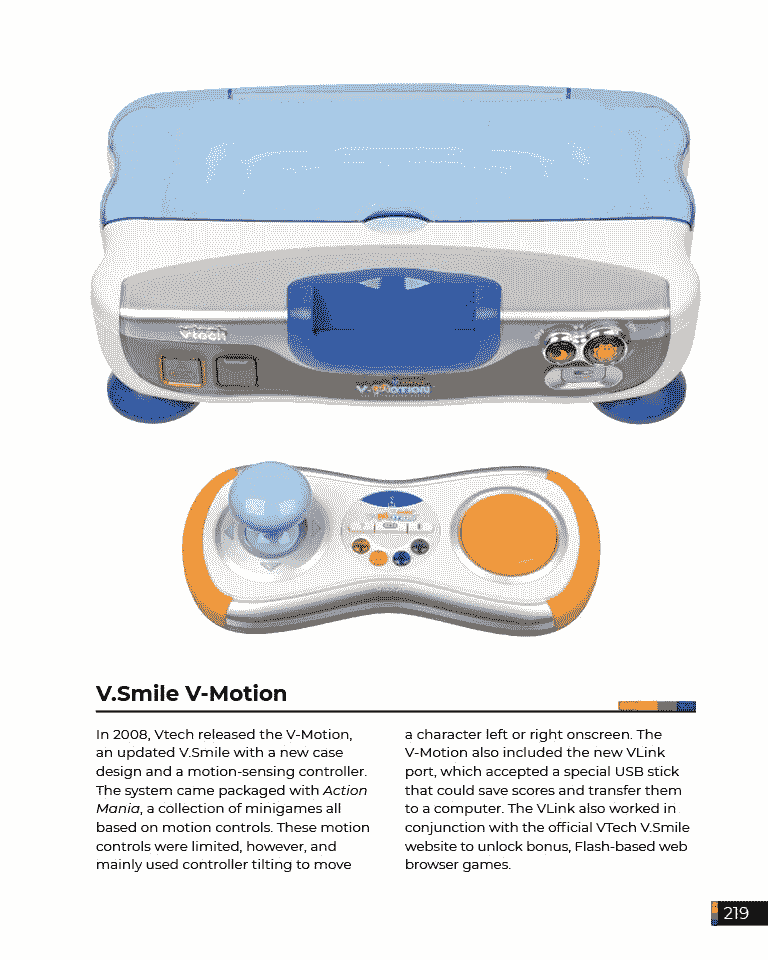 vtech
V-MOTION
V.Smile V-Motion
In 2008, Vtech released the V-Motion,
an updated V.Smile with a new case
design and a motion-sensing controller.
The system came packaged with Action
Mania, a collection of minigames all
based on motion controls. These motion
controls were limited, however, and
mainly used controller tilting to move
a character left or right onscreen. The
V-Motion also included the new VLink
port, which accepted a special USB stick
that could save scores and transfer them
to a computer. The VLink also worked in
conjunction with the official VTech V.Smile
website to unlock bonus, Flash-based web
browser games.
219